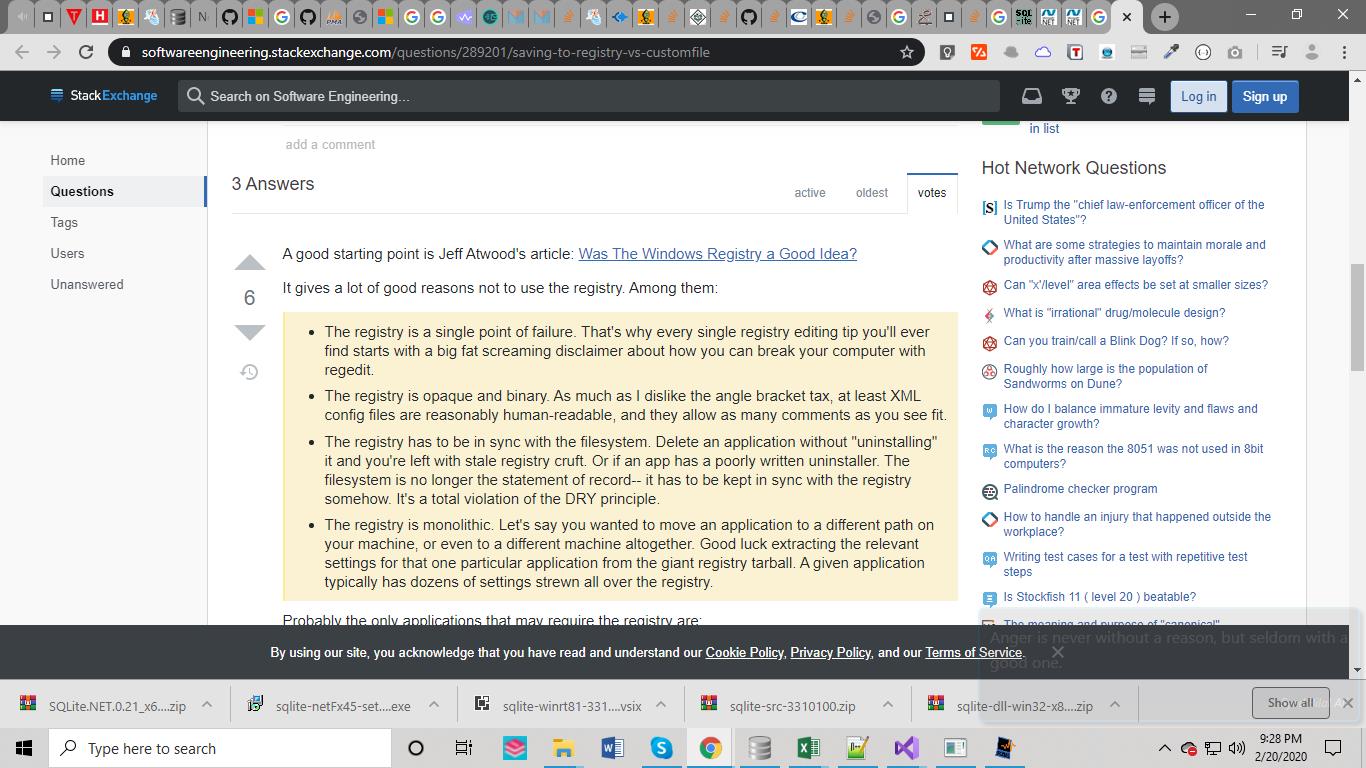 softwareengineering.stackexchange.com/questions/289201/saving-to-registry-vs-customfile
StackExchange
Search on Software Engineering...
Log in
Sign up
Home
Questions
Tags
Users
Unanswered
add a comment
3 Answers
active
oldest
votes
6
A good starting point is Jeff Atwood's article: Was The Windows Registry a Good Idea?
It gives a lot of good reasons not to use the registry. Among them:
• The registry is a single point of failure. That's why every single registry editing tip you'll ever
find starts with a big fat screaming disclaimer about how you can break your computer with
regedit.
• The registry is opaque and binary. As much as I dislike the angle bracket tax, at least XML
config files are reasonably human-readable, and they allow as many comments as you see fit.
• The registry has to be in sync with the filesystem. Delete an application without "uninstalling"
it and you're left with stale registry cruft. Or if an app has a poorly written uninstaller. The
filesystem is no longer the statement of record-- it has to be kept in sync with the registry
somehow. It's a total violation of the DRY principle.
• The registry is monolithic. Let's say you wanted to move an application to a different path on
your machine, or even to a different machine altogether. Good luck extracting the relevant
settings for that one particular application from the giant registry tarball. A given application
typically has dozens of settings strewn all over the registry.
Probably the only applications that may require the registry are:
in list
Hot Network Questions
Is Trump the "chief law-enforcement officer of the
United States"?
What are some strategies to maintain morale and
productivity after massive layoffs?
Can "x'/level" area effects be set at smaller sizes?
What is "irrational" drug/molecule design?
Can you train/call a Blink Dog? If so, how?
Roughly how large is the population of
Sandworms on Dune?
How do I balance immature levity and flaws and
character growth?
What is the reason the 8051 was not used in 8bit
computers?
Palindrome checker program
How to handle an injury that happened outside the
workplace?
Writing test cases for a test with repetitive test
steps
Is Stockfish 11 ( level 20 ) beatable?
The meaning and purpose of "canonical"
Anger is never without a reason, but seldom with a
good one.
By using our site, you acknowledge that you have read and understand our Cookie Policy, Privacy Policy, and our Terms of Service.
SQLite.NET.0.21_x6....zip
sqlite-netFx45-set....exe
sqlite-winrt81-331....vsix
sqlite-src-3310100.zip
sqlite-dll-win32-x8....zip
Show all
Type here to search
9:28 PM
2/20/2020